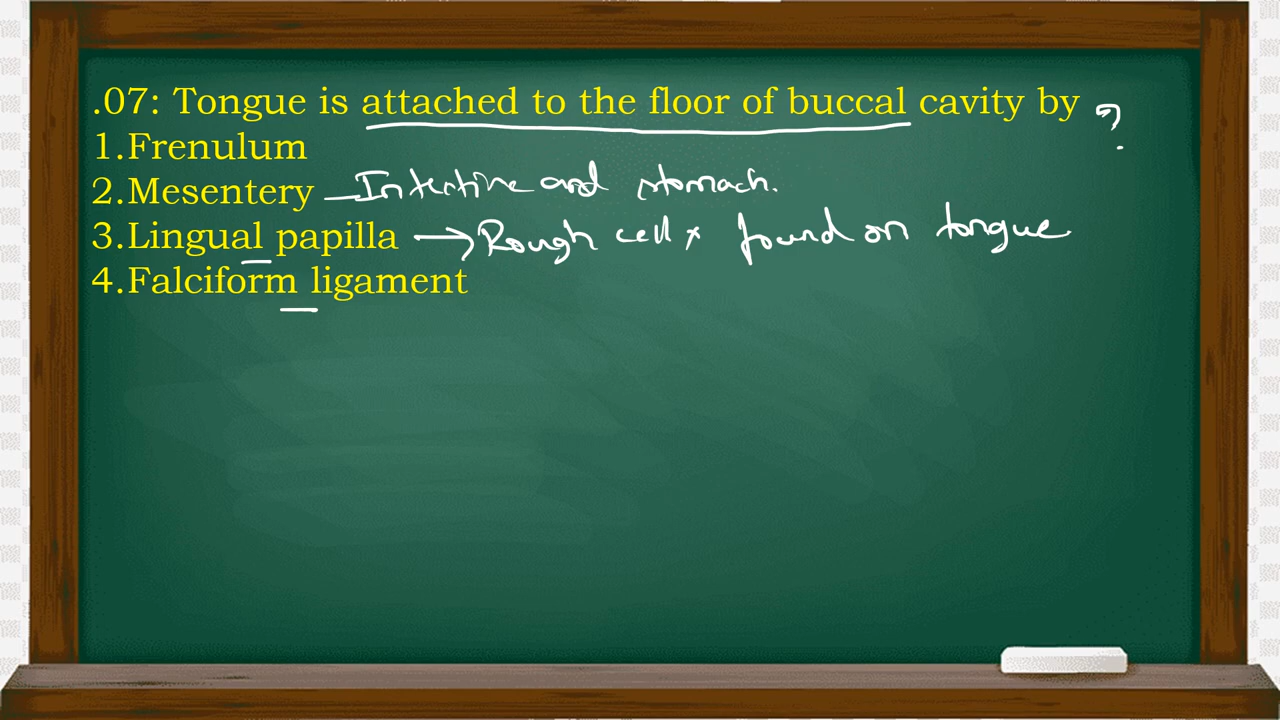 .07: Tongue is attached to the floor of buccal cavity by ?
1.Frenulum
2.Mesentery — Intestine and stomach.
3.Lingual papilla → Rough cell x found on tongue
4.Falciform ligament